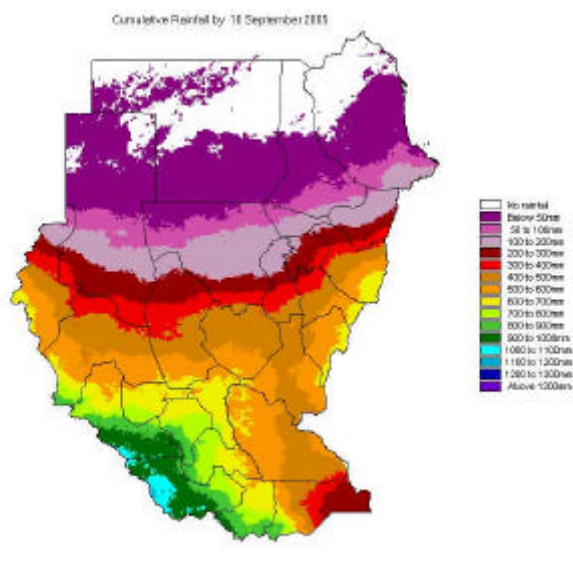 Cumulative Rainfall by 10 September 2005
No rainfall
Below 50mm
50 to 100mm
100 to 200mm
200 to 300mm
300 to 400mm
400 to 500mm
500 to 600mm
600 to 700mm
700 to 800mm
800 to 900mm
900 to 1000mm
1000 to 1100mm
1100 to 1200mm
1200 to 1300mm
Above 1300mm